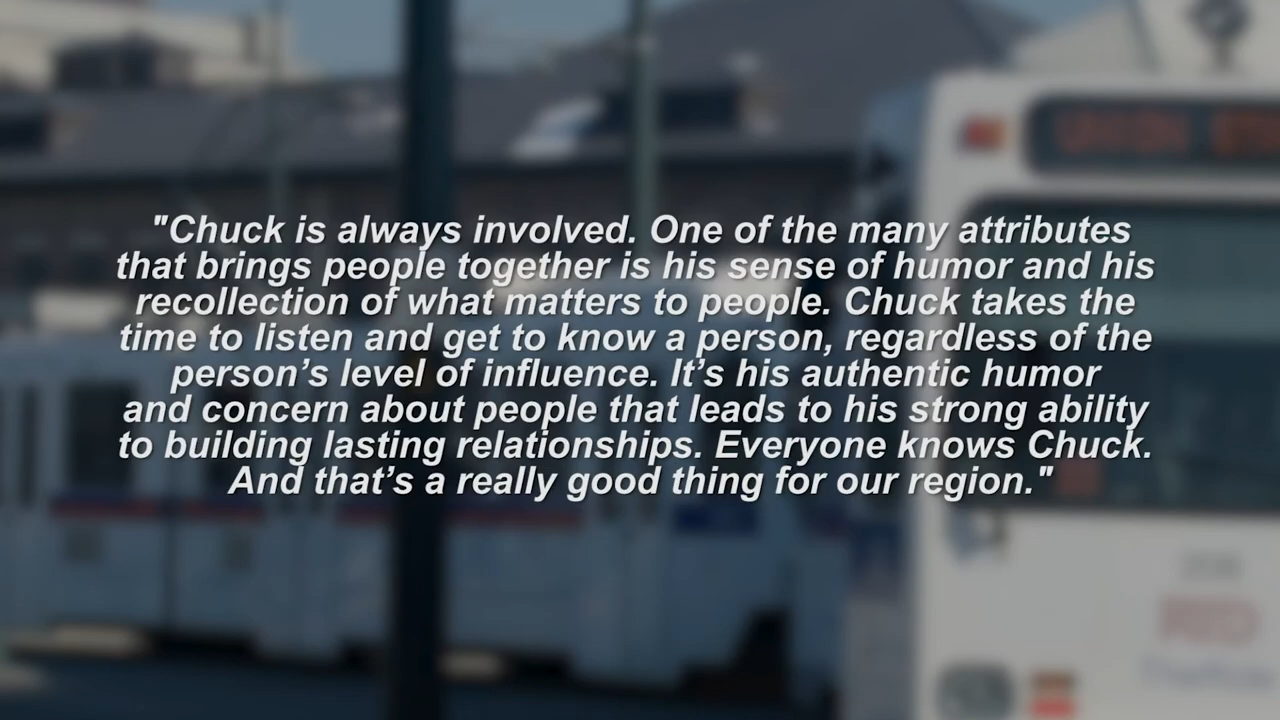 "Chuck is always involved. One of the many attributes
that brings people together is his sense of humor and his
recollection of what matters to people. Chuck takes the
time to listen and get to know a person, regardless of the
person’s level of influence. It’s his authentic humor
and concern about people that leads to his strong ability
to building lasting relationships. Everyone knows Chuck.
And that’s a really good thing for our region."
UNION